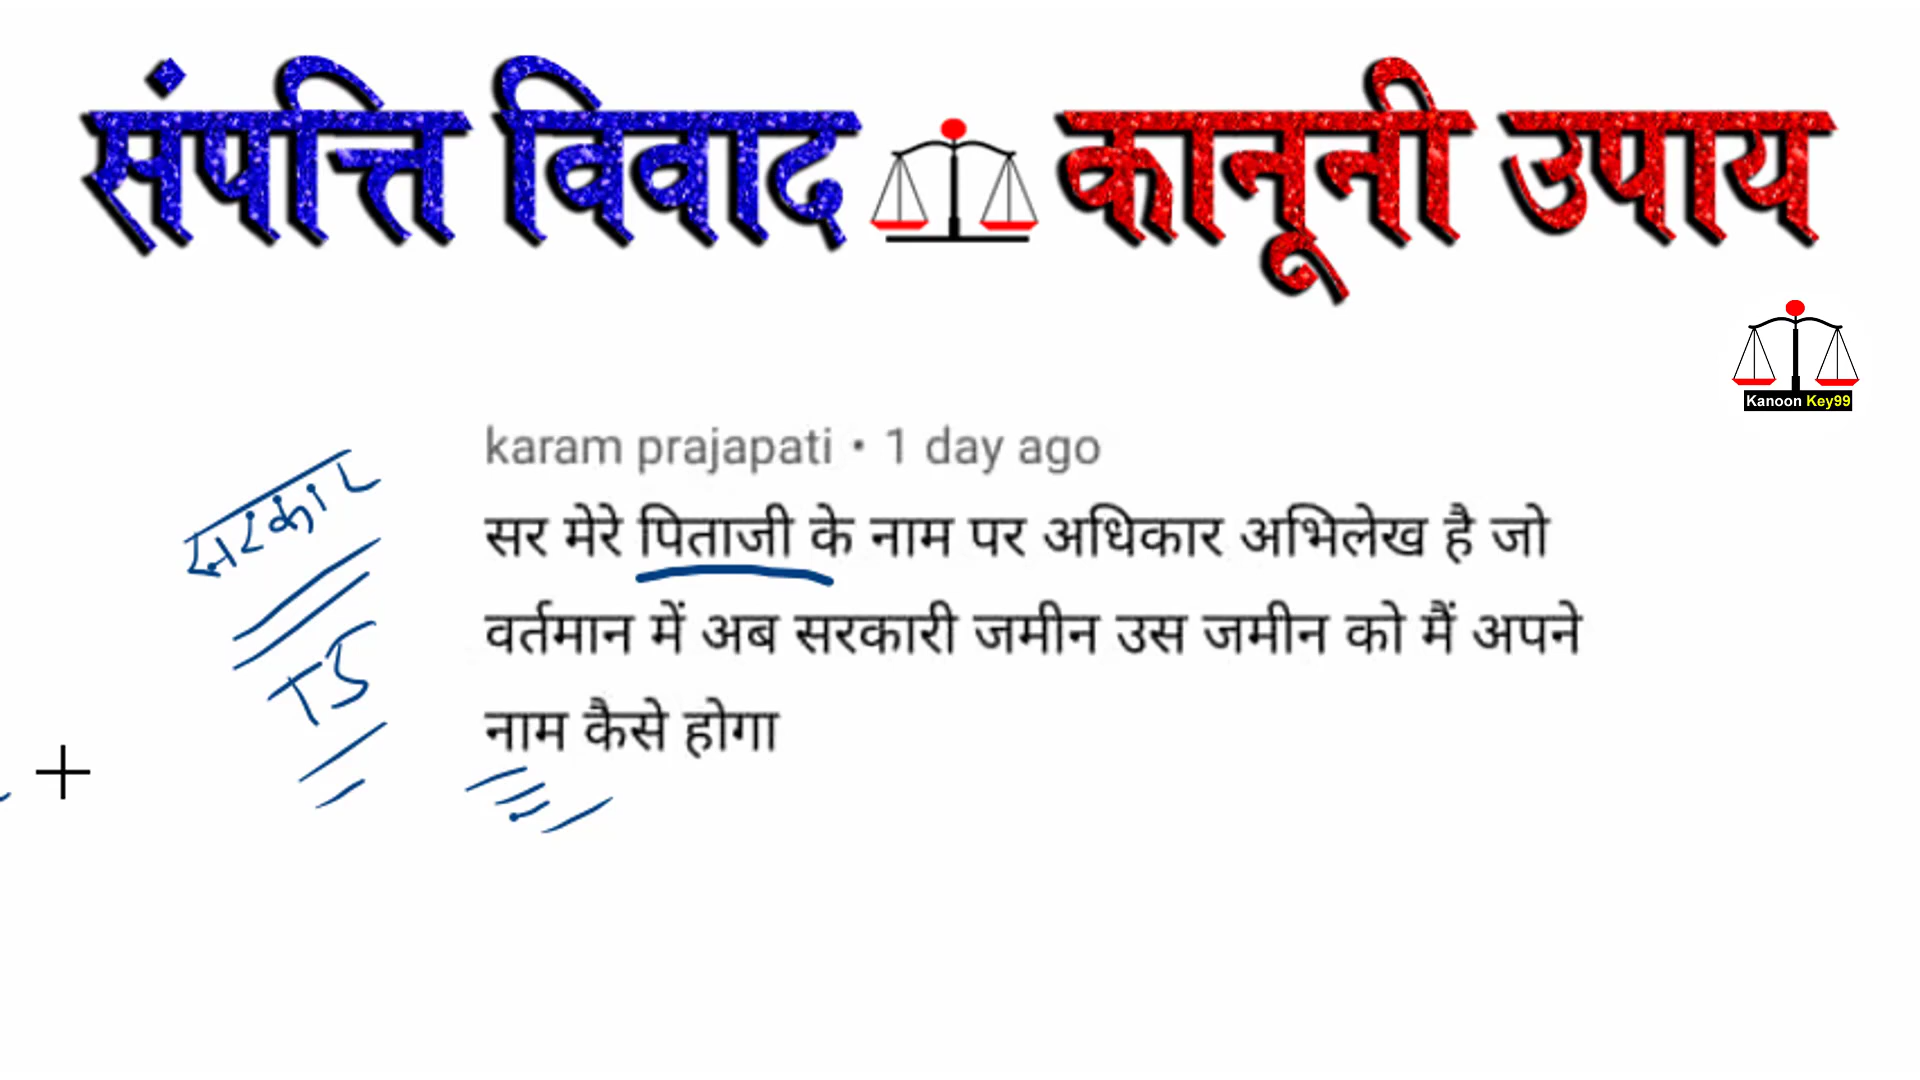 संपत्ति विवाद कानूनी उपाय
Kanoon Key99
karam prajapati • 1 day ago
सर मेरे पिताजी के नाम पर अधिकार अभिलेख है जो
वर्तमान में अब सरकारी जमीन उस जमीन को मैं अपने
नाम कैसे होगा
सरकार
TS